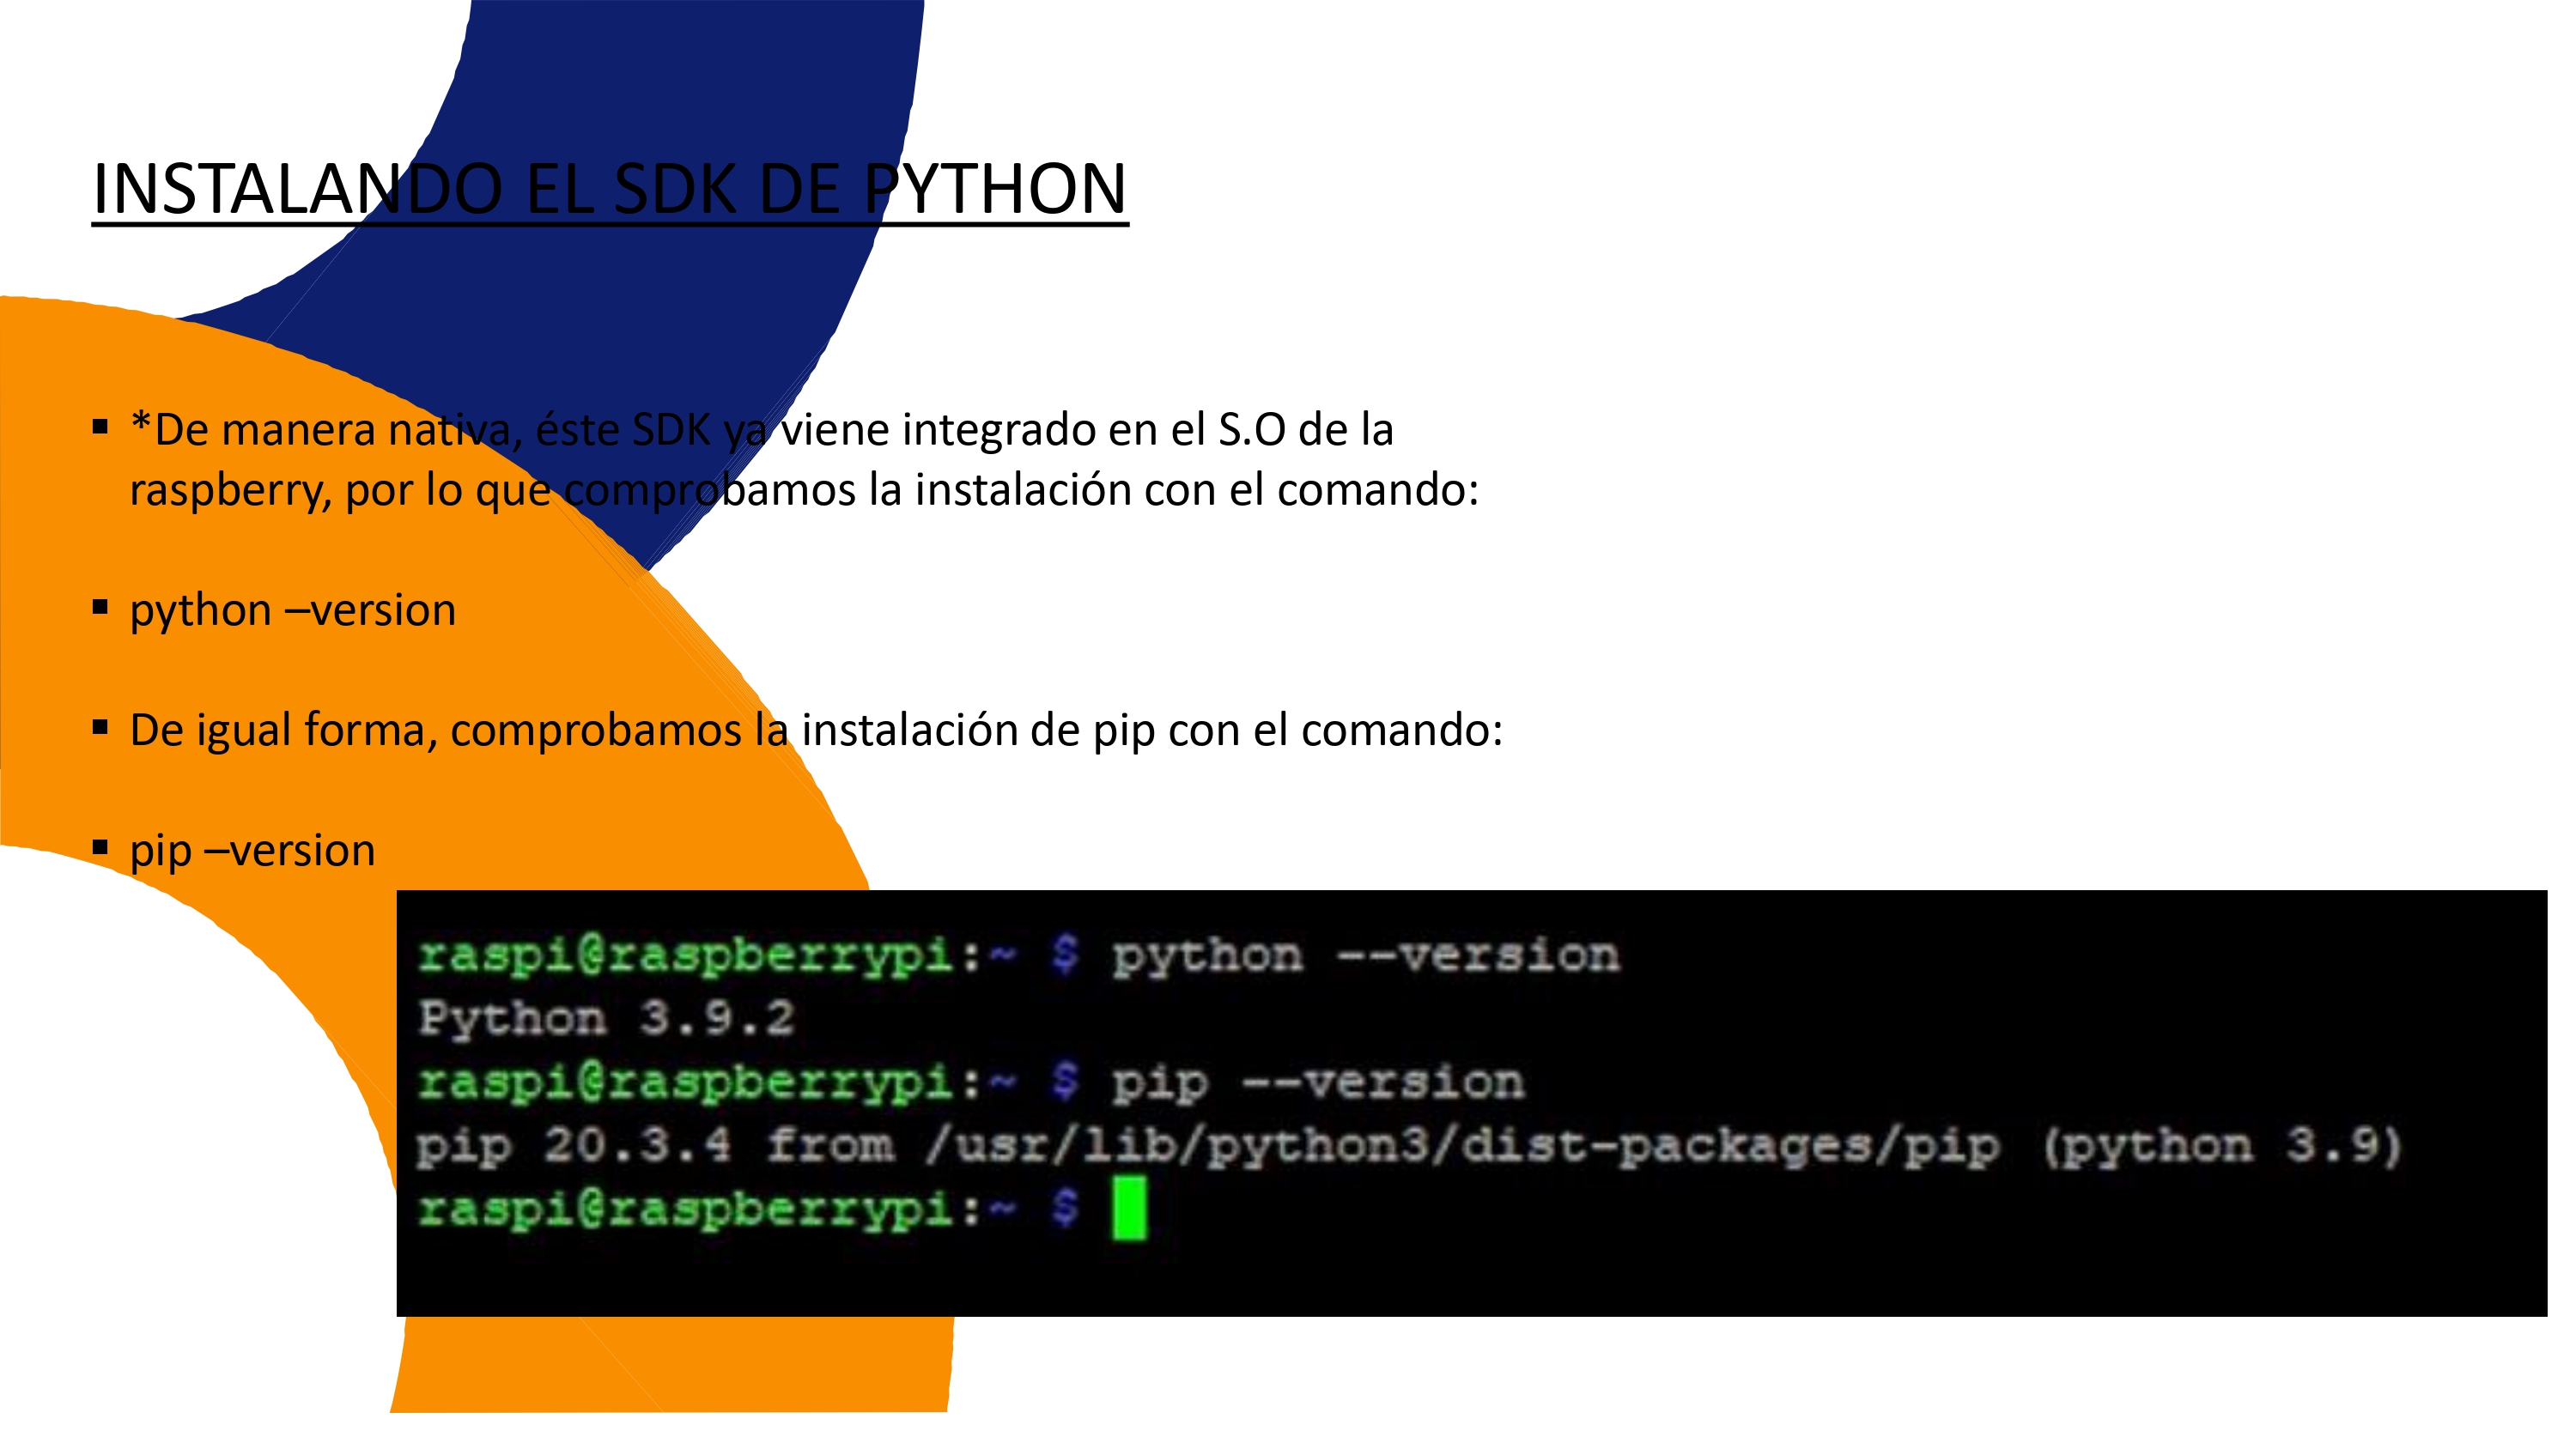 INSTALANDO EL SDK DE PYTHON
▪ *De manera nativa, éste SDK ya viene integrado en el S.O de la
raspberry, por lo que comprobamos la instalación con el comando:
▪ python –version
▪ De igual forma, comprobamos la instalación de pip con el comando:
▪ pip –version
raspi@raspberrypi:~ $ python --version
Python 3.9.2
raspi@raspberrypi:~ $ pip --version
pip 20.3.4 from /usr/lib/python3/dist-packages/pip (python 3.9)
raspi@raspberrypi:~ $